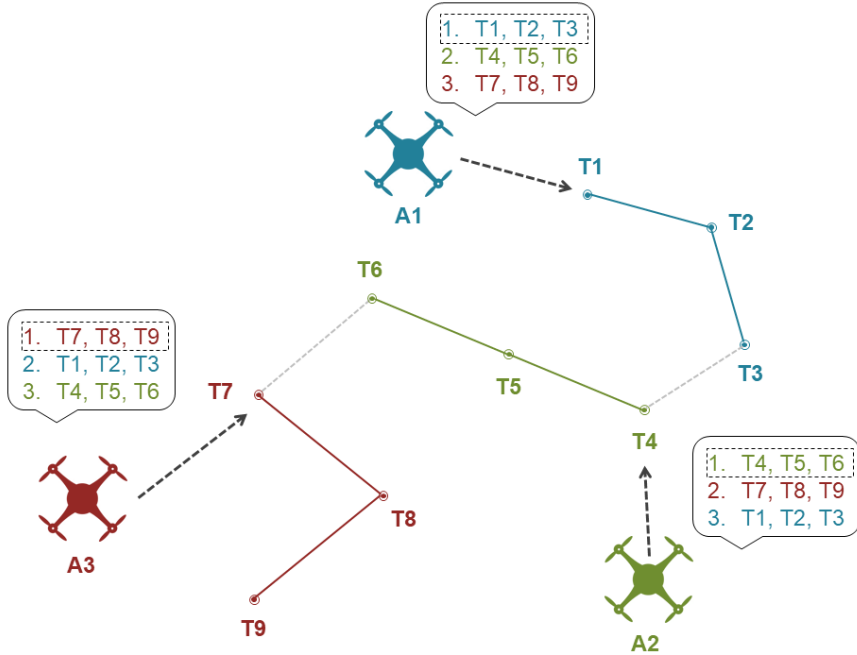 1. T1, T2, T3
2. T4, T5, T6
3. T7, T8, T9
A1
T1
T2
T6
1. T7, T8, T9
2. T1, T2, T3
3. T4, T5, T6
T3
T5
T7
T4
1. T4, T5, T6
2. T7, T8, T9
3. T1, T2, T3
T8
A3
T9
A2